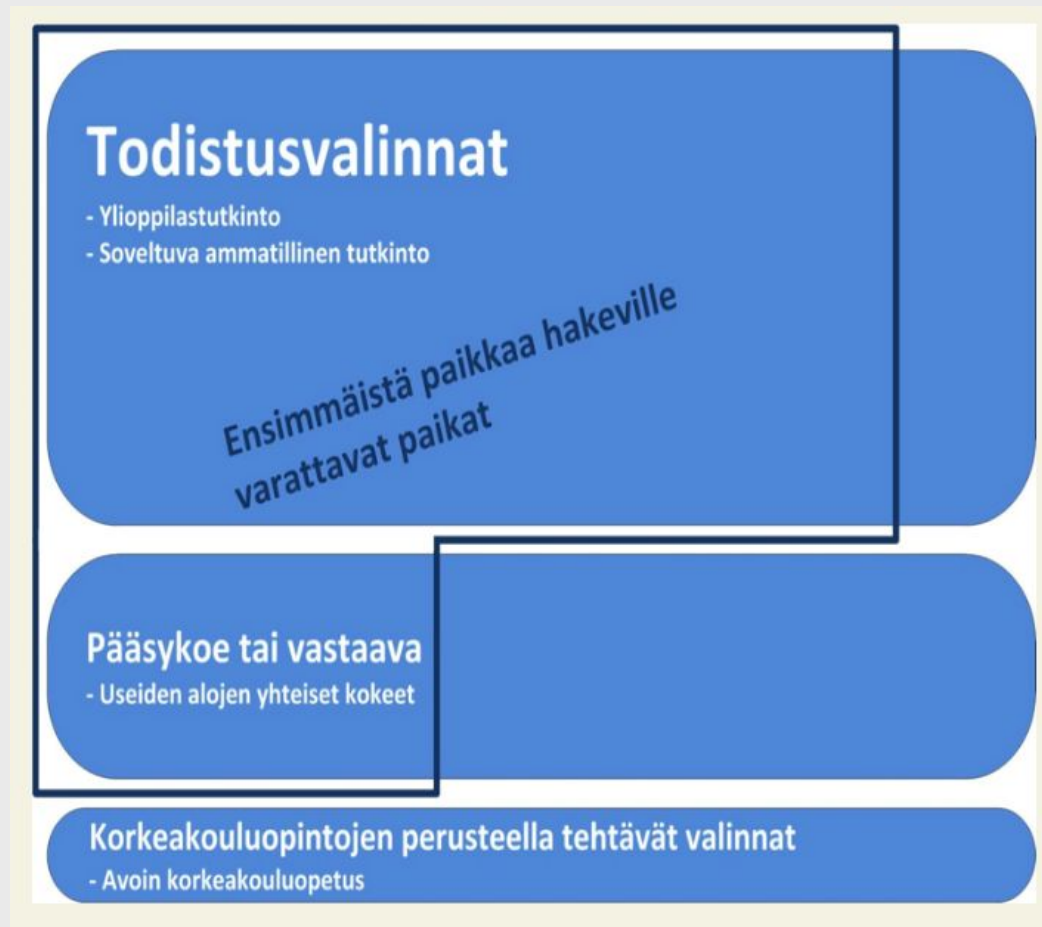 Todistusvalinnat
- Ylioppilastutkinto
- Soveltuva ammatillinen tutkinto
Ensimmäistä paikkaa hakeville
varattavat paikat
Pääsykoe tai vastaava
- Useiden alojen yhteiset kokeet
Korkeakouluopintojen perusteella tehtävät valinnat
- Avoin korkeakouluopetus